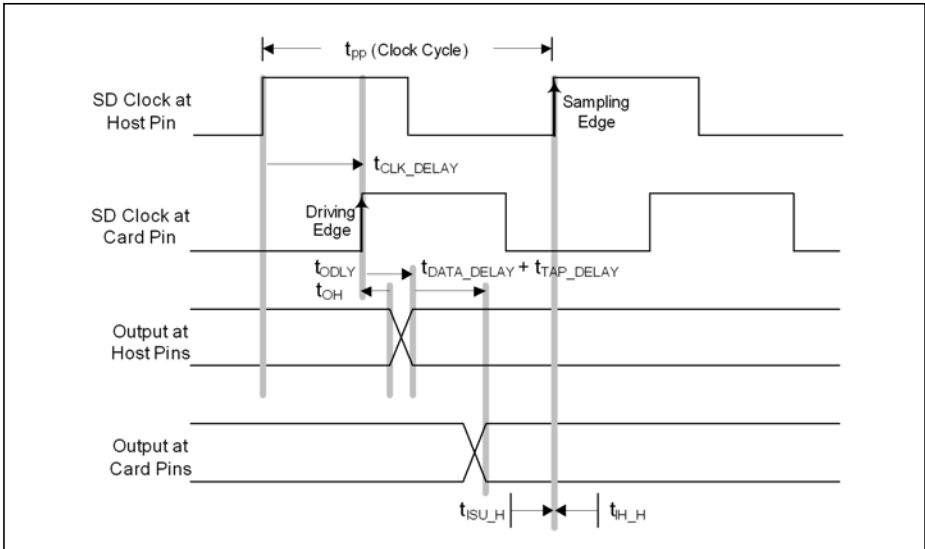 tpp (Clock Cycle)
SD Clock at
Host Pin
Sampling
Edge
tCLK_DELAY
SD Clock at
Card Pin
Driving
Edge
tODLY
tDATA_DELAY + tTAP_DELAY
tOH
Output at
Host Pins
Output at
Card Pins
tISU_H
tIH_H